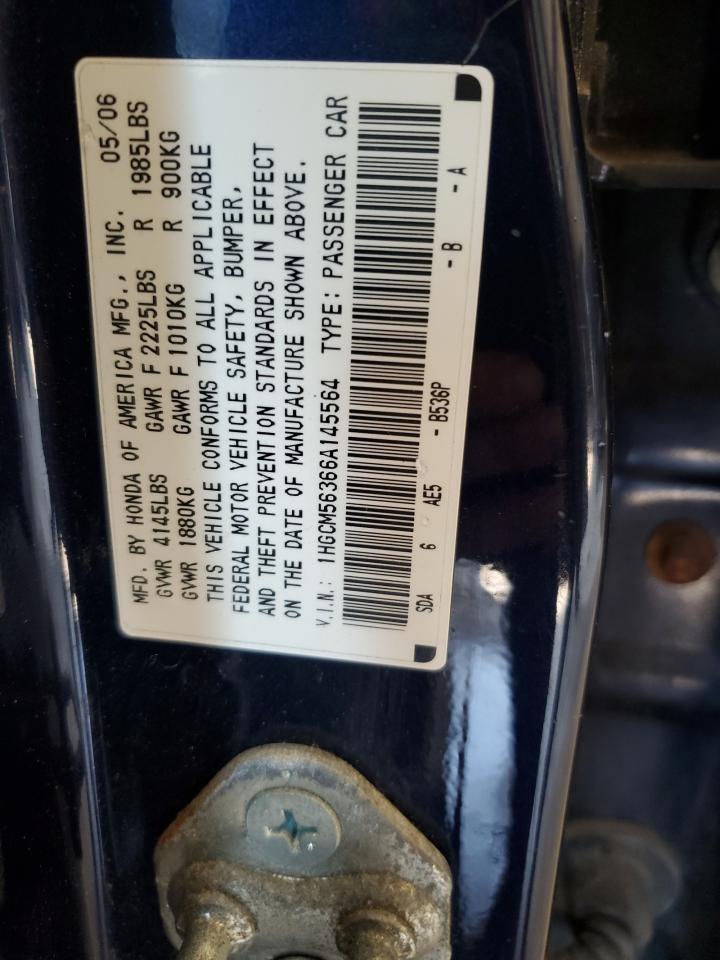 MFD. BY HONDA OF AMERICA MFG., INC. 05/06
GVWR 4145LBS GAWR F 2225LBS R 1985LBS
GVWR 1880KG GAWR F 1010KG R 900KG
THIS VEHICLE CONFORMS TO ALL APPLICABLE
FEDERAL MOTOR VEHICLE SAFETY, BUMPER,
AND THEFT PREVENTION STANDARDS IN EFFECT
ON THE DATE OF MANUFACTURE SHOWN ABOVE.
V.I.N.: 1HGCM56366A145564 TYPE: PASSENGER CAR
SDA 6 AE5 - B536P - B - A